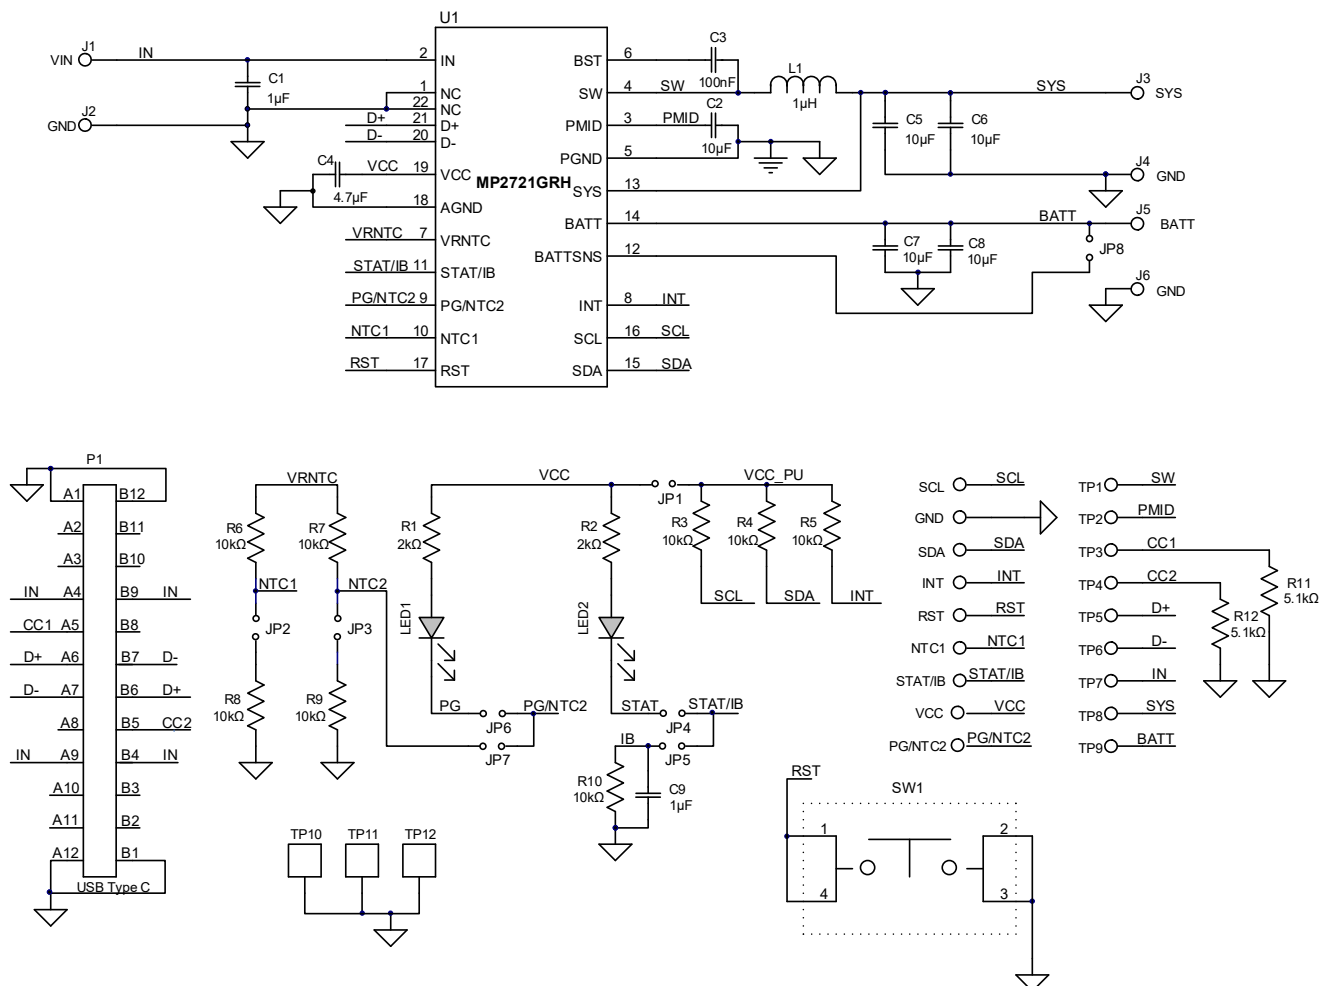 U1
J1
VIN
IN
2
IN
BST
6
C3
100nF
L1
1µH
C1
1µF
1
NC
22
NC
SW
4
SW
SYS
J3
SYS
J2
GND
D+
21
D+
D-
20
D-
PMID
3
PMID
C2
10µF
C5
10µF
C6
10µF
PGND
5
C4
4.7µF
VCC
19
VCC
MP2721GRH
SYS
13
J4
GND
18
AGND
BATT
14
BATT
J5
BATT
VRNTC
7
VRNTC
BATTSNS
12
C7
10µF
C8
10µF
JP8
STAT/IB
11
STAT/IB
J6
GND
PG/NTC2
9
PG/NTC2
INT
8
INT
NTC1
10
NTC1
SCL
16
SCL
RST
17
RST
SDA
15
SDA
P1
A1
B12
A2
B11
A3
B10
IN
A4
B9
IN
CC1
A5
B8
D+
A6
B7
D-
D-
A7
B6
D+
A8
B5
CC2
IN
A9
B4
IN
A10
B3
A11
B2
A12
B1
USB Type C
VRNTC
R6
10kΩ
R7
10kΩ
NTC1
NTC2
JP2
JP3
R8
10kΩ
R9
10kΩ
VCC
JP1
VCC_PU
R1
2kΩ
R2
2kΩ
R3
10kΩ
R4
10kΩ
R5
10kΩ
SCL
SDA
INT
LED1
LED2
PG
JP6
PG/NTC2
JP7
STAT
JP4
STAT/IB
IB
JP5
R10
10kΩ
C9
1µF
TP10
TP11
TP12
SCL
SCL
GND
SDA
SDA
INT
INT
RST
RST
NTC1
NTC1
STAT/IB
STAT/IB
VCC
VCC
PG/NTC2
PG/NTC2
TP1
SW
TP2
PMID
TP3
CC1
TP4
CC2
TP5
D+
TP6
D-
TP7
IN
TP8
SYS
TP9
BATT
R11
5.1kΩ
R12
5.1kΩ
RST
SW1
1
2
4
3